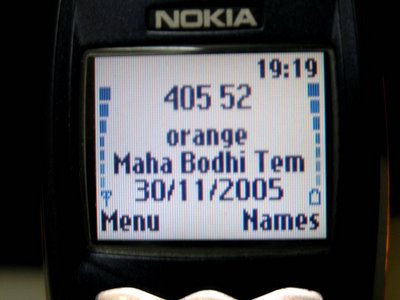 NOKIA
19:19
405 52
orange
Maha Bodhi Tem
30/11/2005
Menu Names